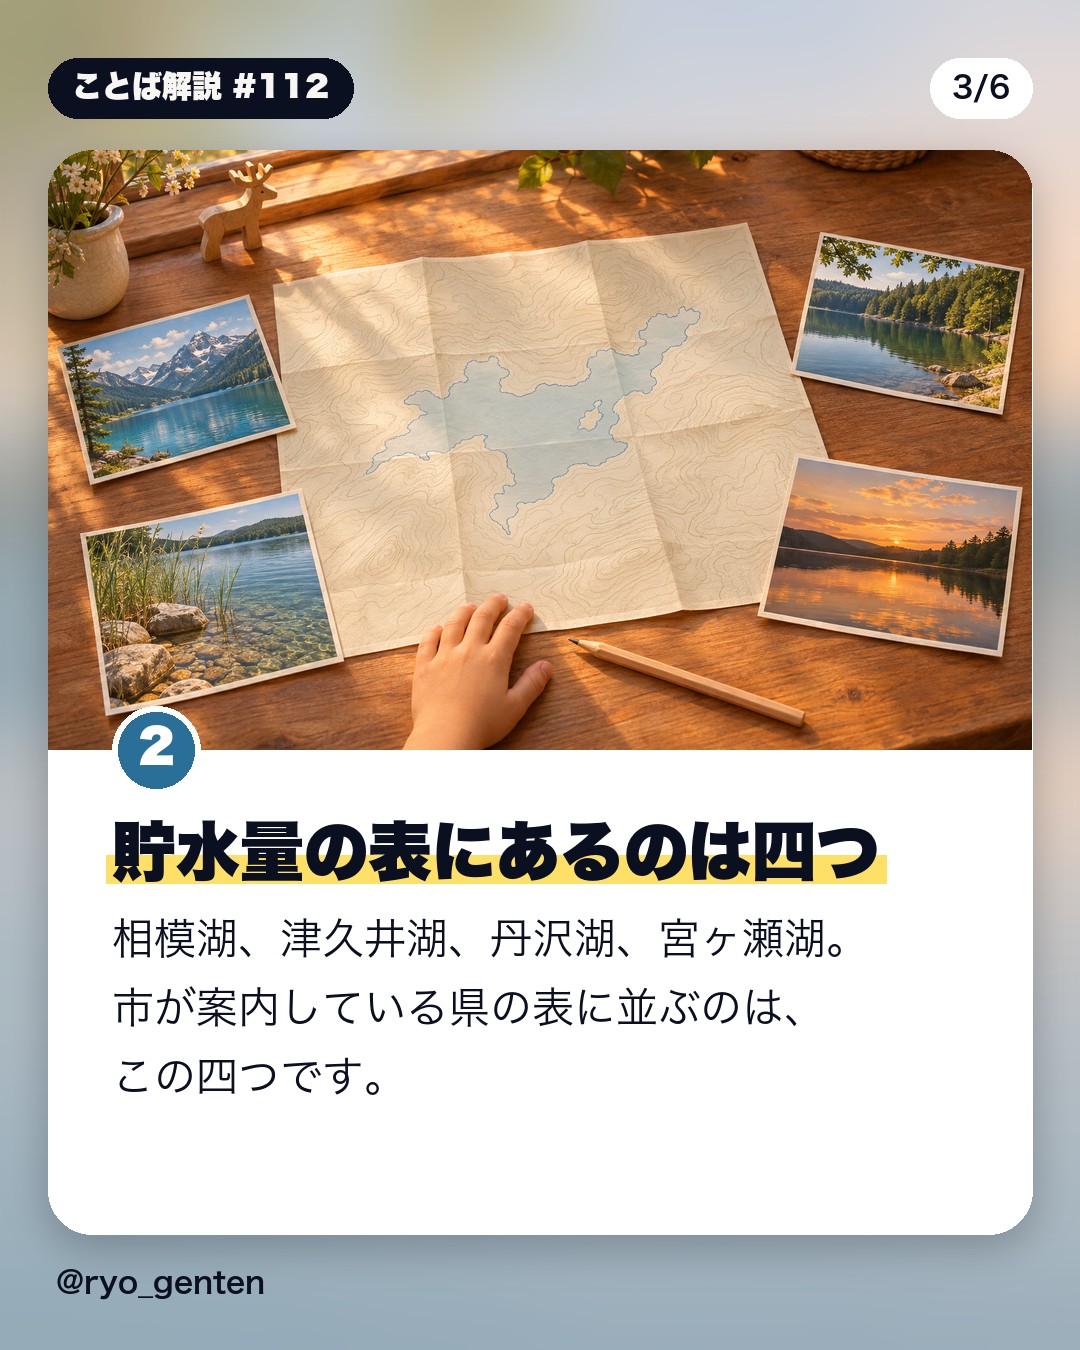 ことば解説 #112
3/6
2
貯水量の表にあるのは四つ
相模湖、津久井湖、丹沢湖、宮ヶ瀬湖。
市が案内している県の表に並ぶのは、
この四つです。
@ryo_genten